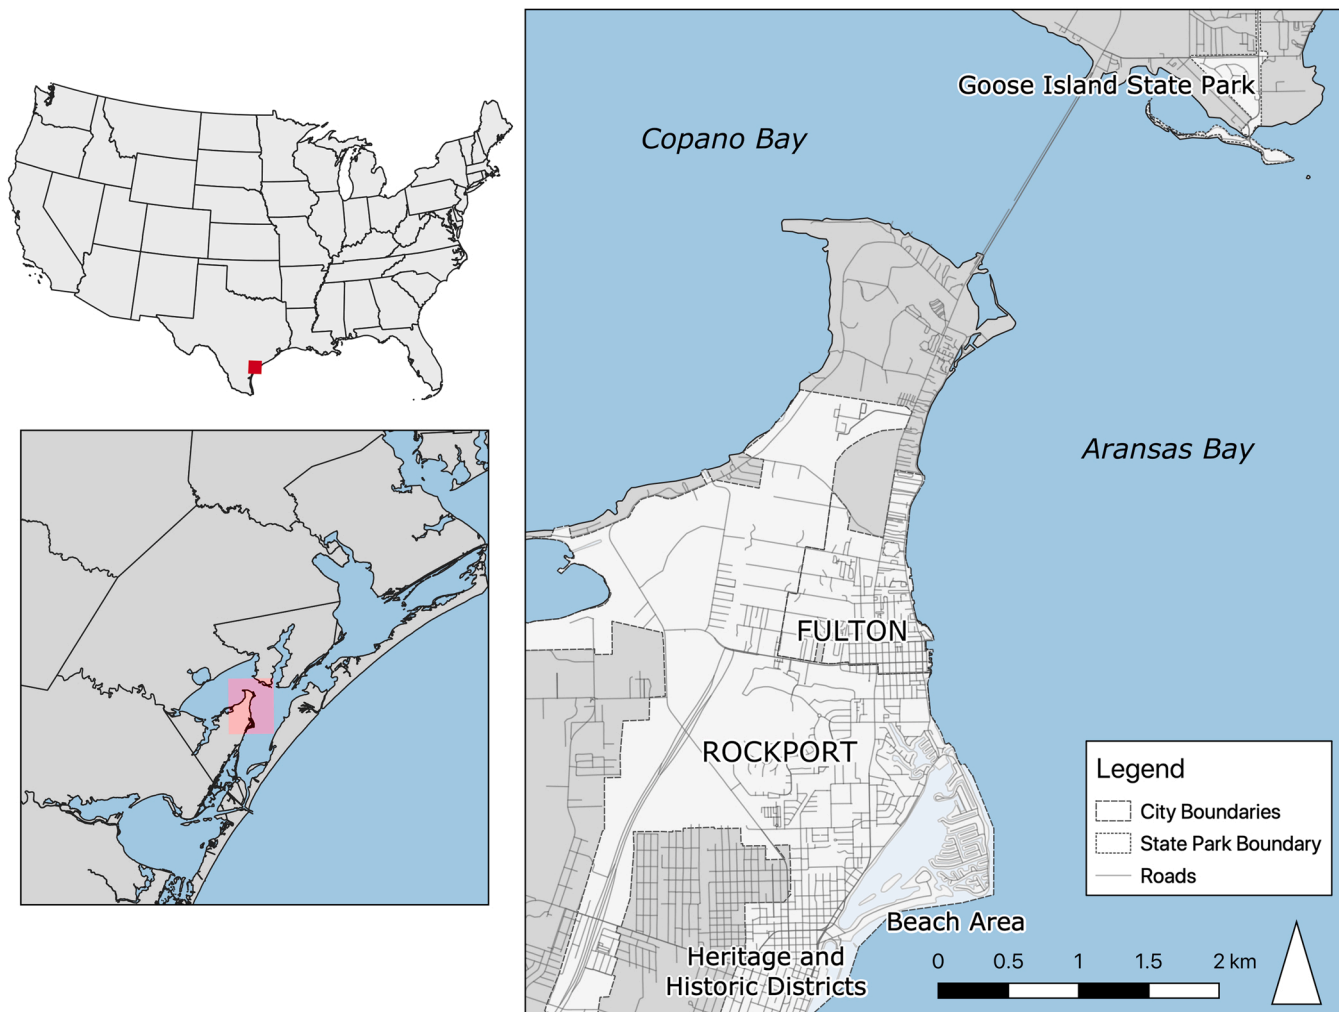 Goose Island State Park
Copano Bay
Aransas Bay
FULTON
ROCKPORT
Legend
City Boundaries
State Park Boundary
Roads
Beach Area
Heritage and
Historic Districts
0 0.5 1 1.5 2 km